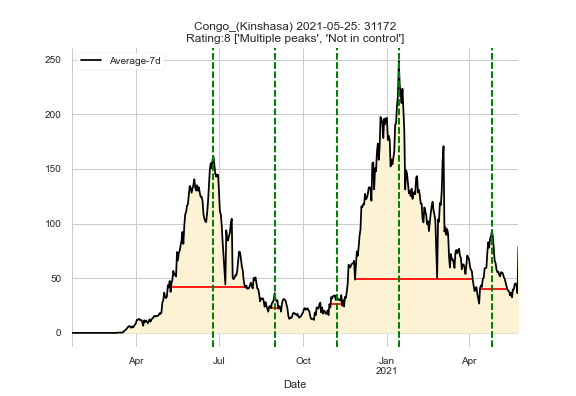 Congo_(Kinshasa) 2021-05-25: 31172
Rating:8 ['Multiple peaks', 'Not in control']
Average-7d
250
200
150
100
50
0
Apr
Jul
Oct
Jan
2021
Apr
Date